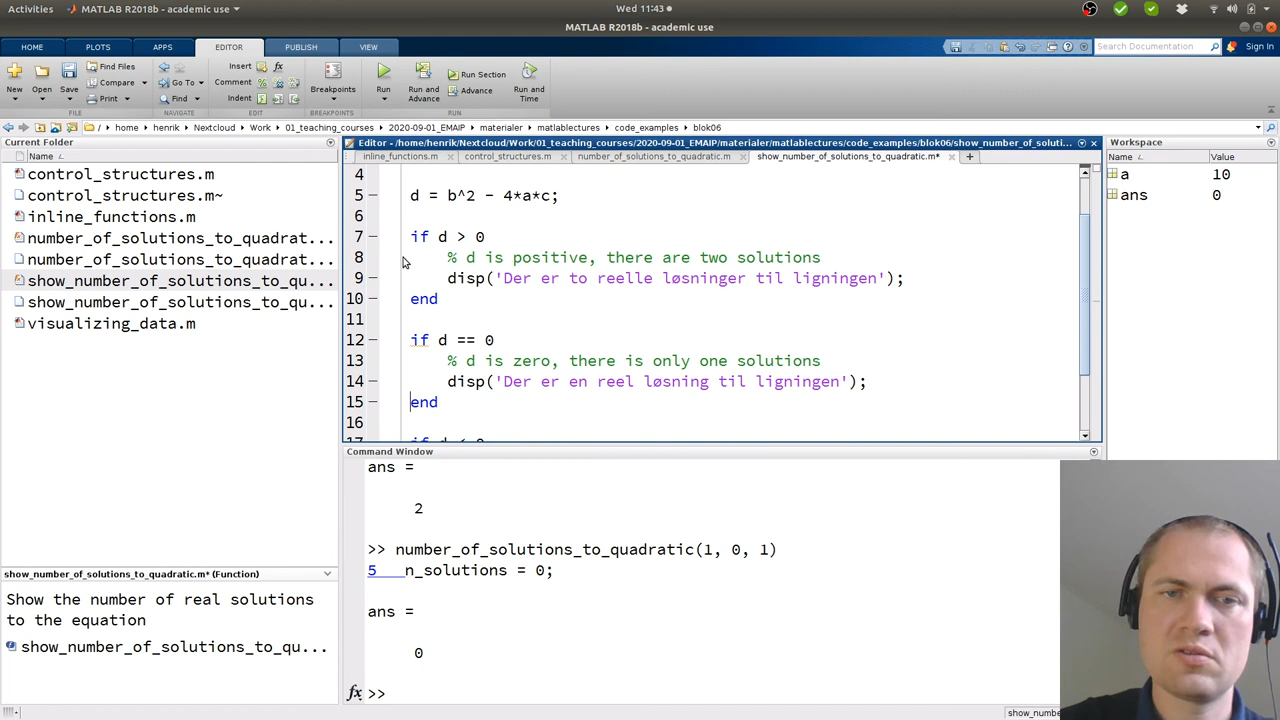 Activities
MATLAB R2018b - academic use
Wed 11:43
MATLAB R2018b - academic use
HOME PLOTS APPS EDITOR PUBLISH VIEW
Search Documentation
Sign In
New
Open
Save
Find Files
Compare
Print
FILE
Go To
Find
NAVIGATE
Insert
Comment
Indent
EDIT
Breakpoints
BREAKPOINTS
Run
Run and Advance
Run Section
Advance
Run and Time
RUN
/ home henrik Nextcloud Work 01_teaching_courses 2020-09-01_EMAIP materialer matlablectures code_examples blok06
Current Folder
Name
control_structures.m
control_structures.m~
inline_functions.m
number_of_solutions_to_quadrat...
number_of_solutions_to_quadrat...
show_number_of_solutions_to_qu...
show_number_of_solutions_to_qu...
visualizing_data.m
show_number_of_solutions_to_quadratic.m* (Function)
Show the number of real solutions
to the equation
show_number_of_solutions_to_qu...
Editor - /home/henrik/Nextcloud/Work/01_teaching_courses/2020-09-01_EMAIP/materialer/matlablectures/code_examples/blok06/show_number_of_soluti...
inline_functions.m control_structures.m number_of_solutions_to_quadratic.m show_number_of_solutions_to_quadratic.m*
4
5 d = b^2 - 4*a*c;
6
7 if d > 0
8 % d is positive, there are two solutions
9 disp('Der er to reelle løsninger til ligningen');
10 end
11
12 if d == 0
13 % d is zero, there is only one solutions
14 disp('Der er en reel løsning til ligningen');
15 end
16
17 if d < 0
Command Window
ans =
2
>> number_of_solutions_to_quadratic(1, 0, 1)
5 n_solutions = 0;
ans =
0
fx >>
Workspace
Name Value
a 10
ans 0
show_numbe